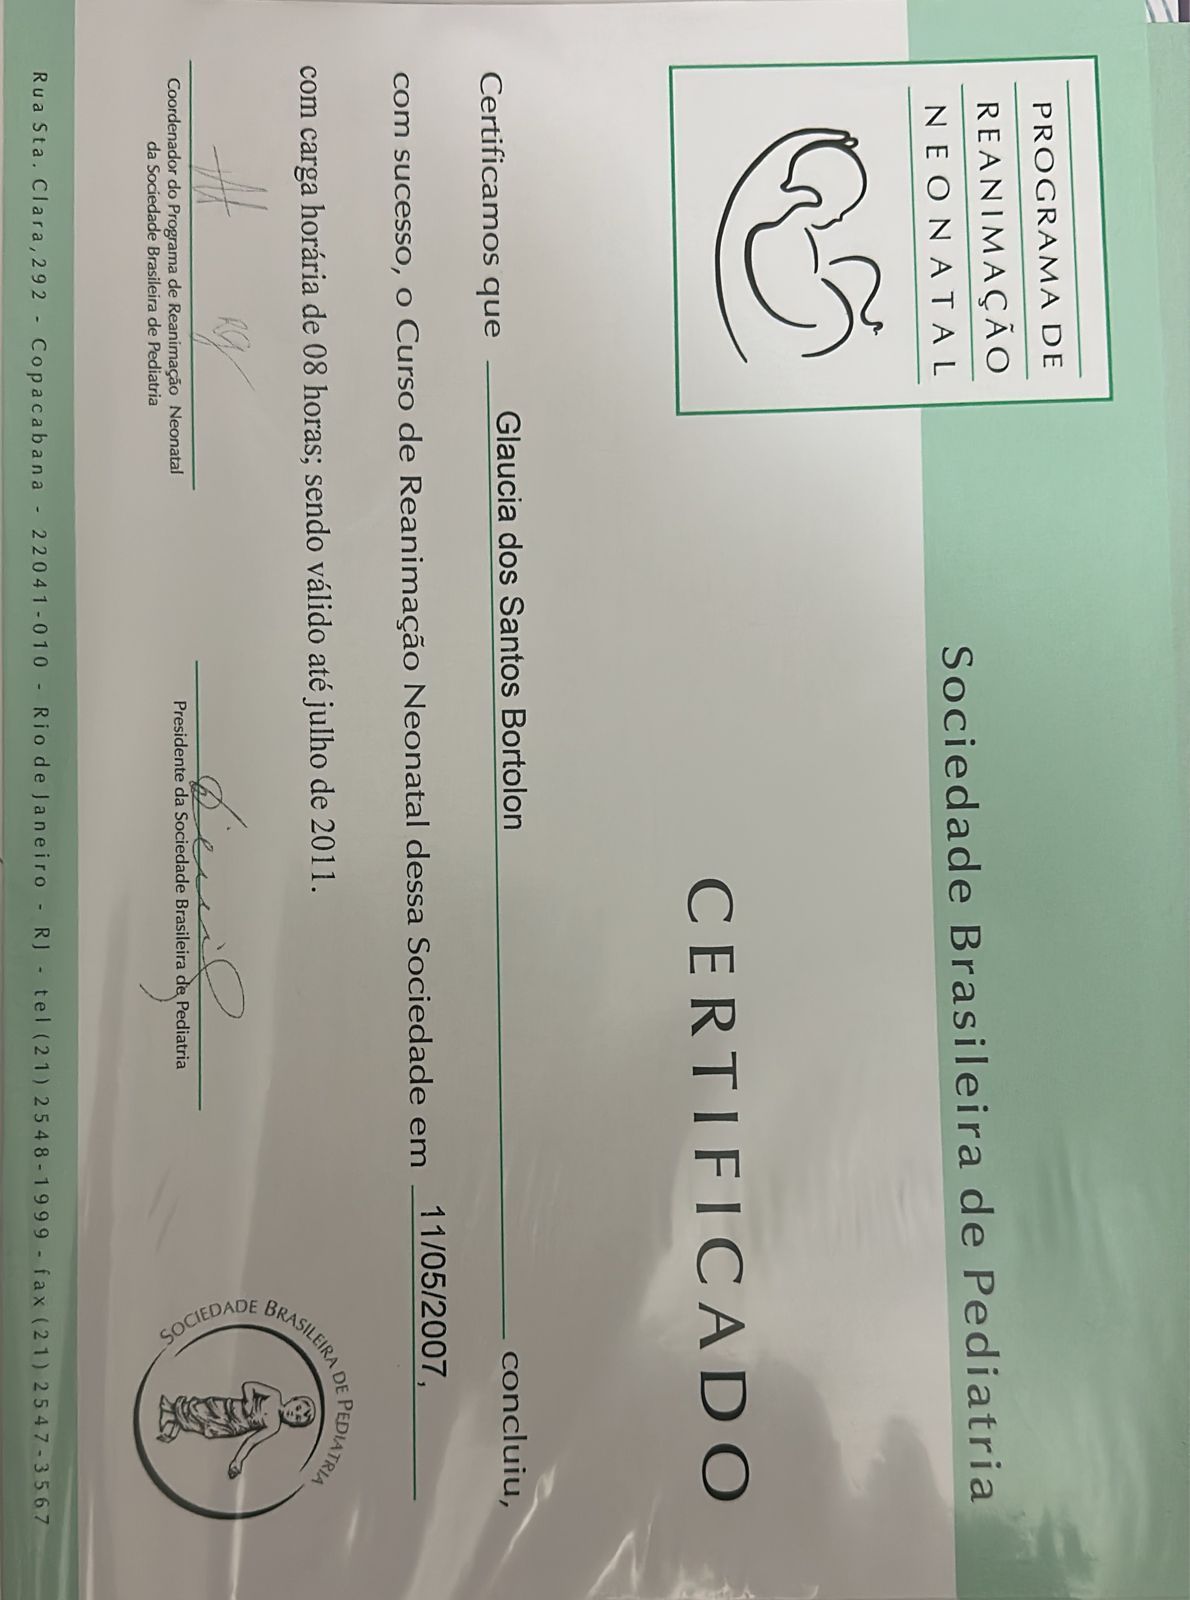 PROGRAMA DE
REANIMAÇÃO
NEONATAL
Sociedade Brasileira de Pediatria
CERTIFICADO
Certificamos que Glaucia dos Santos Bortolon concluiu,
com sucesso, o Curso de Reanimação Neonatal dessa Sociedade em 11/05/2007,
com carga horária de 08 horas; sendo válido até julho de 2011.
Coordenador do Programa de Reanimação Neonatal
da Sociedade Brasileira de Pediatria
Presidente da Sociedade Brasileira de Pediatria
SOCIEDADE BRASILEIRA DE PEDIATRIA
Rua Sta. Clara, 292 - Copacabana - 22041-010 - Rio de Janeiro - RJ - tel (21) 2548-1999 - fax (21) 2547-3567